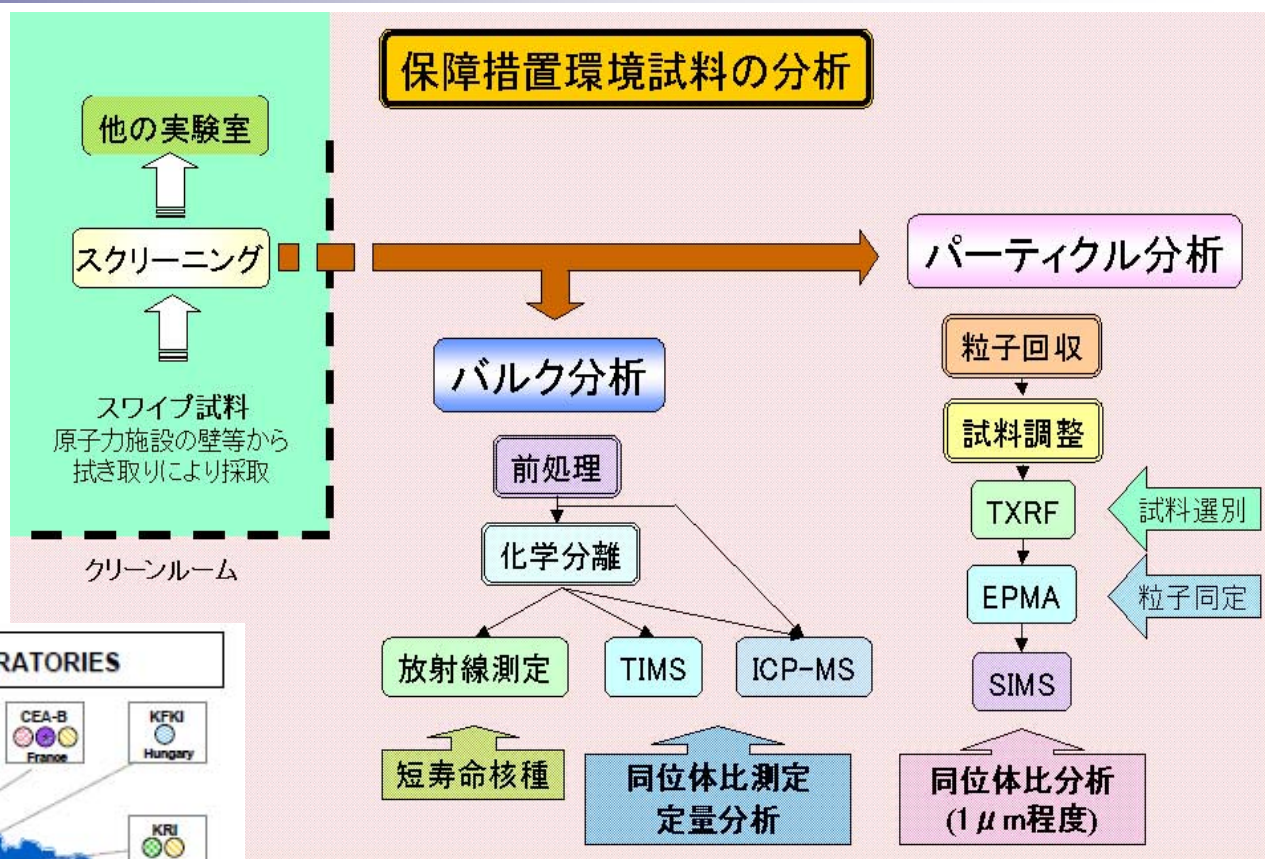 保障措置環境試料の分析
他の実験室
スクリーニング
スワイプ試料
原子力施設の壁等から
拭き取りにより採取
クリーンルーム
バルク分析
前処理
化学分離
放射線測定
TIMS
ICP-MS
短寿命核種
同位体比測定
定量分析
パーティクル分析
粒子回収
試料調整
TXRF
試料選別
EPMA
粒子同定
SIMS
同位体比分析
(1μm程度)
RATORIES
CEA-B
France
KFKI
Hungary
KRI